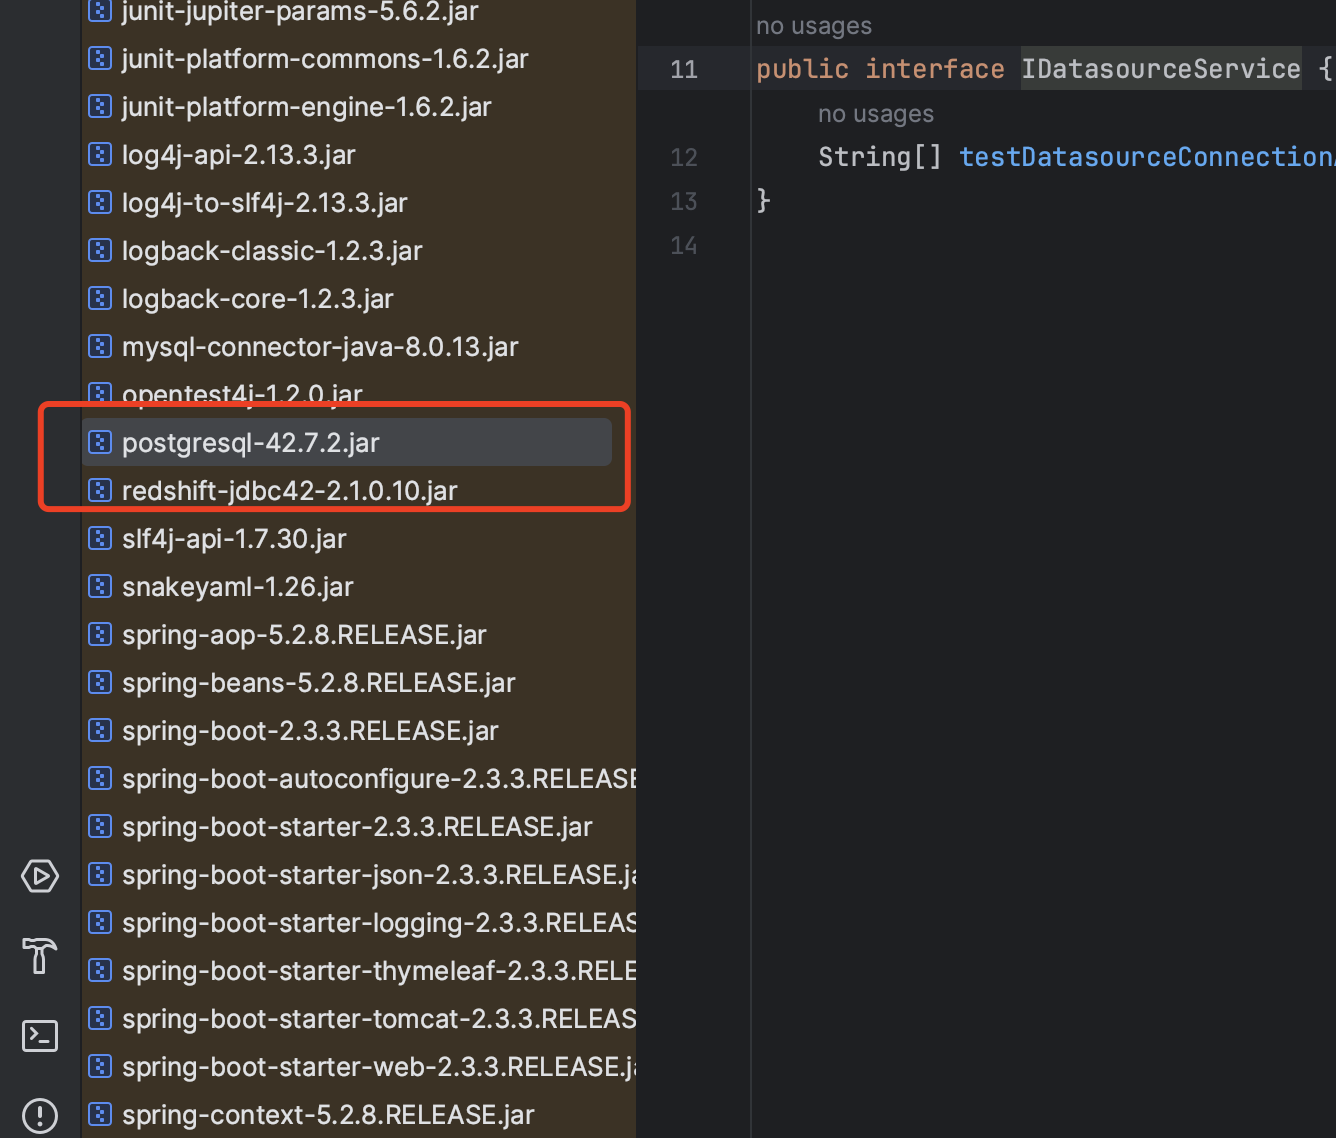 junit-jupiter-params-5.6.2.jar
junit-platform-commons-1.6.2.jar
junit-platform-engine-1.6.2.jar
log4j-api-2.13.3.jar
log4j-to-slf4j-2.13.3.jar
logback-classic-1.2.3.jar
logback-core-1.2.3.jar
mysql-connector-java-8.0.13.jar
opentest4j-1.2.0.jar
postgresql-42.7.2.jar
redshift-jdbc42-2.1.0.10.jar
slf4j-api-1.7.30.jar
snakeyaml-1.26.jar
spring-aop-5.2.8.RELEASE.jar
spring-beans-5.2.8.RELEASE.jar
spring-boot-2.3.3.RELEASE.jar
spring-boot-autoconfigure-2.3.3.RELEASE
spring-boot-starter-2.3.3.RELEASE.jar
spring-boot-starter-json-2.3.3.RELEASE.ja
spring-boot-starter-logging-2.3.3.RELEAS
spring-boot-starter-thymeleaf-2.3.3.RELE
spring-boot-starter-tomcat-2.3.3.RELEAS
spring-boot-starter-web-2.3.3.RELEASE.ja
spring-context-5.2.8.RELEASE.jar
no usages
11 public interface IDatasourceService {
no usages
12 String[] testDatasourceConnectionA
13 }
14